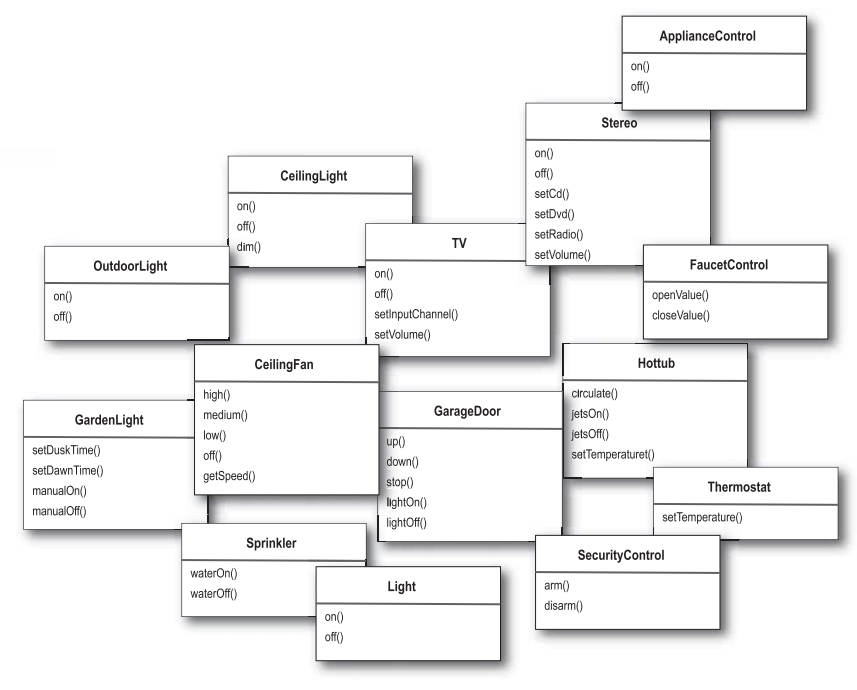 ApplianceControl
on()
off()
Stereo
on()
off()
setCd()
setDvd()
setRadio()
setVolume()
CeilingLight
on()
off()
dim()
TV
on()
off()
setInputChannel()
setVolume()
OutdoorLight
on()
off()
FaucetControl
openValue()
closeValue()
CeilingFan
high()
medium()
low()
off()
getSpeed()
Hottub
circulate()
jetsOn()
jetsOff()
setTemperaturet()
GardenLight
setDuskTime()
setDawnTime()
manualOn()
manualOff()
GarageDoor
up()
down()
stop()
lightOn()
lightOff()
Thermostat
setTemperature()
Sprinkler
waterOn()
waterOff()
SecurityControl
arm()
disarm()
Light
on()
off()